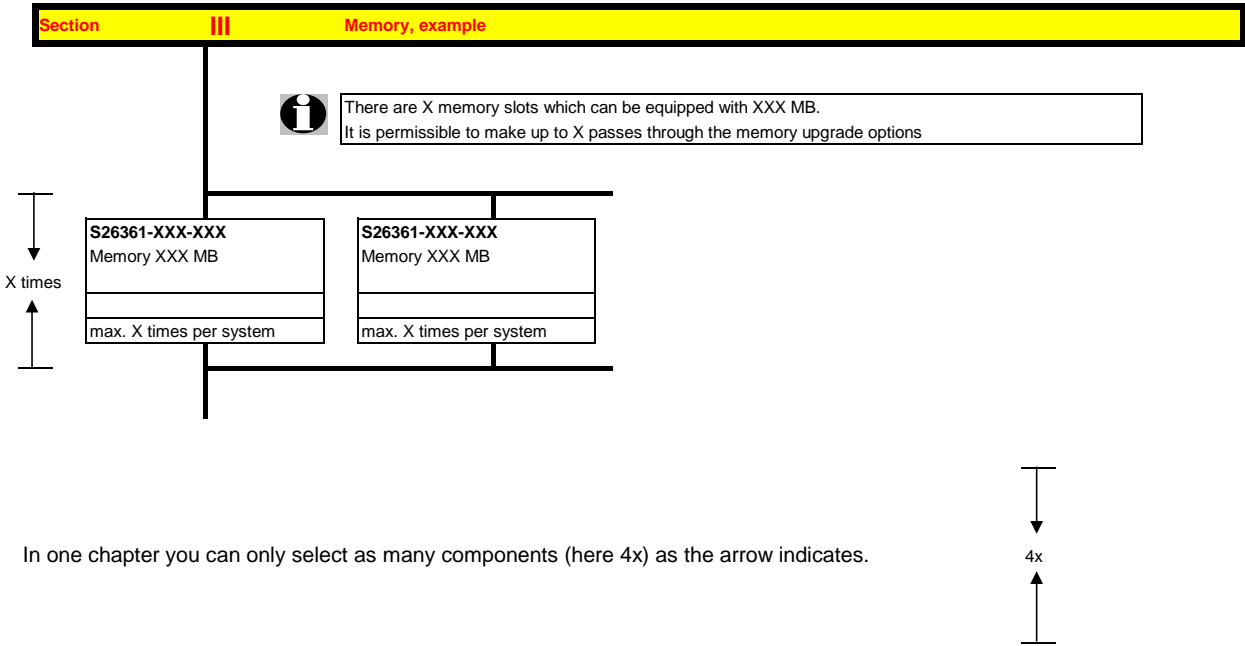 Section III Memory, example
There are X memory slots which can be equipped with XXX MB.
It is permissible to make up to X passes through the memory upgrade options
X times
S26361-XXX-XXX
Memory XXX MB
max. X times per system
S26361-XXX-XXX
Memory XXX MB
max. X times per system
In one chapter you can only select as many components (here 4x) as the arrow indicates.
4x